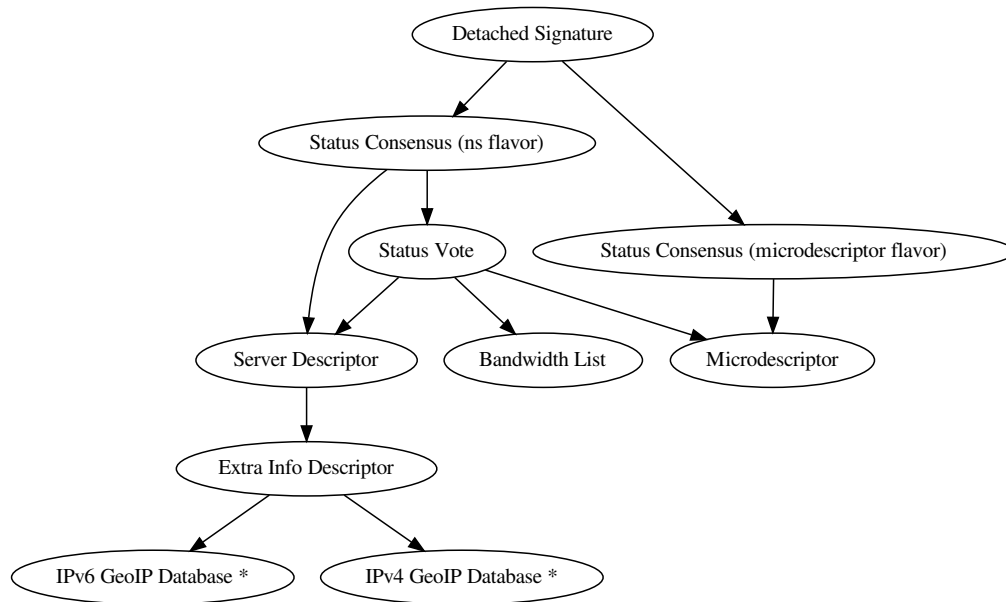 Detached Signature
Status Consensus (ns flavor)
Status Vote
Status Consensus (microdescriptor flavor)
Server Descriptor
Bandwidth List
Microdescriptor
Extra Info Descriptor
IPv6 GeoIP Database *
IPv4 GeoIP Database *